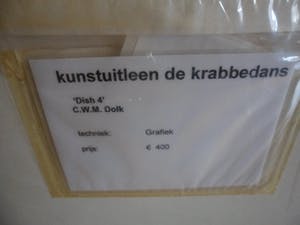 kunstuitleen de krabbedans
'Dish 4'
C.W.M. Dolk
techniek: Grafiek
prijs: € 400